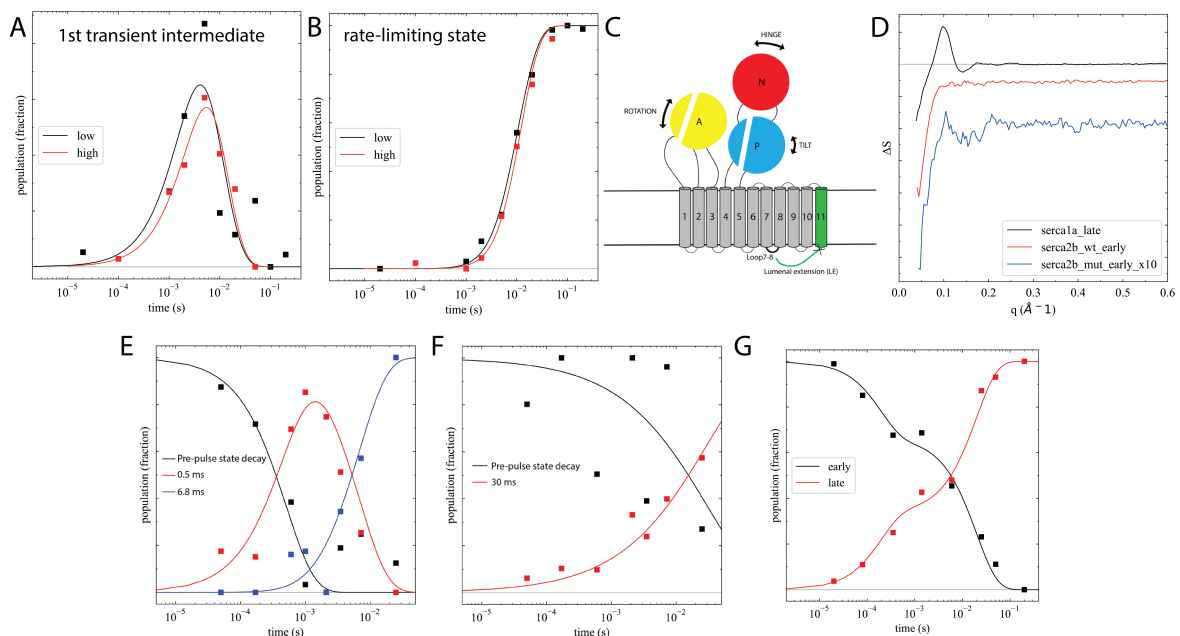 A
1st transient intermediate
population (fraction)
low
high
10⁻⁵ 10⁻⁴ 10⁻³ 10⁻² 10⁻¹
time (s)
B
rate-limiting state
population (fraction)
low
high
10⁻⁵ 10⁻⁴ 10⁻³ 10⁻² 10⁻¹
time (s)
C
HINGE
N
ROTATION
A
P
TILT
1 2 3 4 5 6 7 8 9 10 11
Loop7-8
Lumenal extension (LE)
D
ΔS
serca1a_late
serca2b_wt_early
serca2b_mut_early_x10
0.0 0.1 0.2 0.3 0.4 0.5 0.6
q (Å−1)
E
population (fraction)
Pre-pulse state decay
0.5 ms
6.8 ms
10⁻⁵ 10⁻⁴ 10⁻³ 10⁻²
time (s)
F
population (fraction)
Pre-pulse state decay
30 ms
10⁻⁵ 10⁻⁴ 10⁻³ 10⁻²
time (s)
G
population (fraction)
early
late
10⁻⁵ 10⁻⁴ 10⁻³ 10⁻² 10⁻¹
time (s)